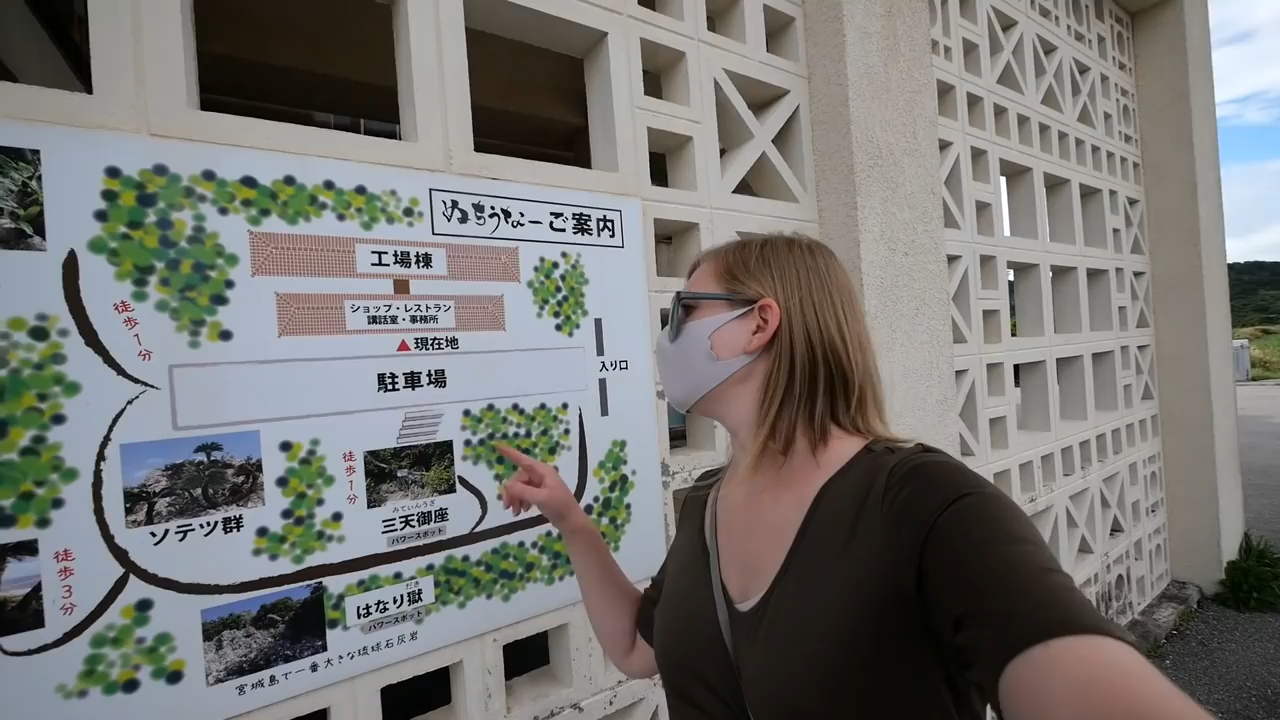 ぬちうなーご案内
工場棟
ショップ・レストラン
講話室・事務所
現在地
徒歩1分
入り口
駐車場
徒歩1分
ソテツ群
みてぃんうざ
三天御座
パワースポット
徒歩3分
だき
はなり獄
パワースポット
宮城島で一番大きな琉球石灰岩